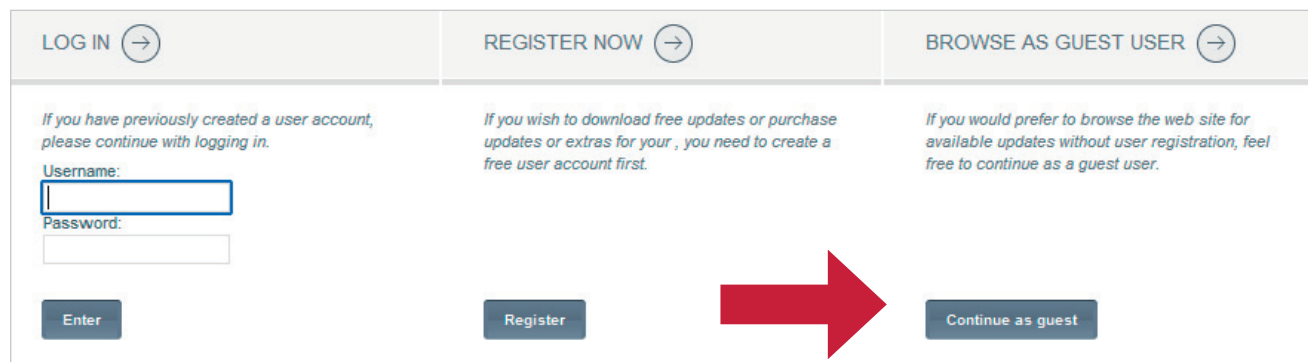 LOG IN
If you have previously created a user account,
please continue with logging in.
Username:
Password:
Enter
REGISTER NOW
If you wish to download free updates or purchase
updates or extras for your , you need to create a
free user account first.
Register
BROWSE AS GUEST USER
If you would prefer to browse the web site for
available updates without user registration, feel
free to continue as a guest user.
Continue as guest